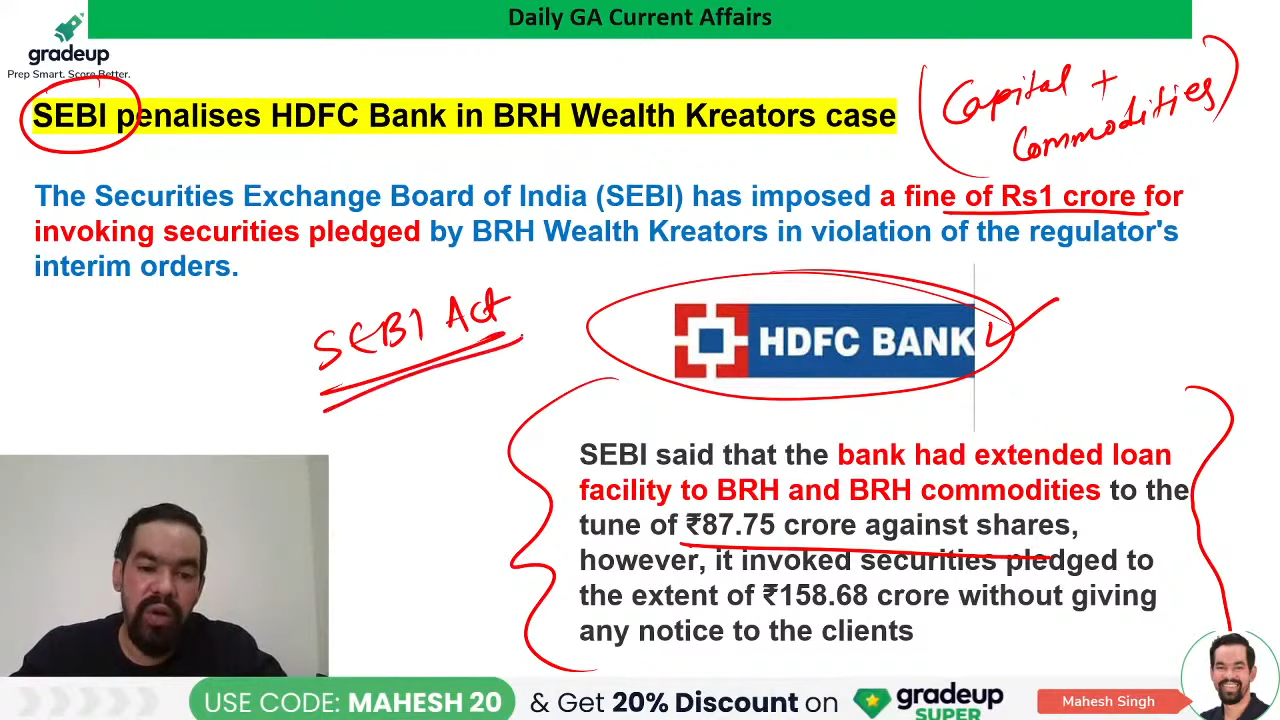 Daily GA Current Affairs
gradeup
Prep Smart. Score Better.
SEBI penalises HDFC Bank in BRH Wealth Kreators case
(Capital +
Commodities)
The Securities Exchange Board of India (SEBI) has imposed a fine of Rs1 crore for
invoking securities pledged by BRH Wealth Kreators in violation of the regulator's
interim orders.
SEBI Act
HDFC BANK
SEBI said that the bank had extended loan
facility to BRH and BRH commodities to the
tune of ₹87.75 crore against shares,
however, it invoked securities pledged to
the extent of ₹158.68 crore without giving
any notice to the clients
USE CODE: MAHESH 20 & Get 20% Discount on
gradeup
SUPER
Mahesh Singh